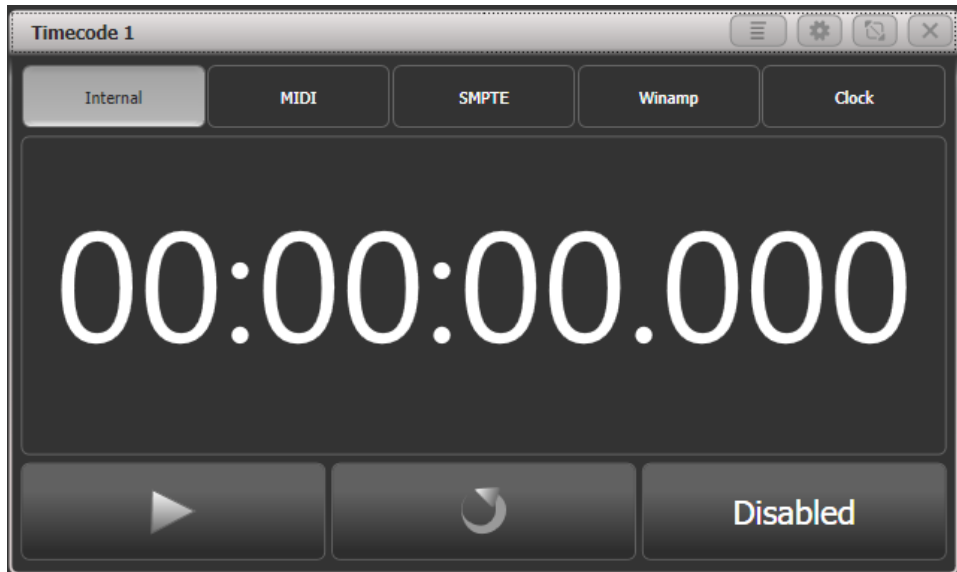 Timecode 1
Internal MIDI SMPTE Winamp Clock
00:00:00.000
Disabled